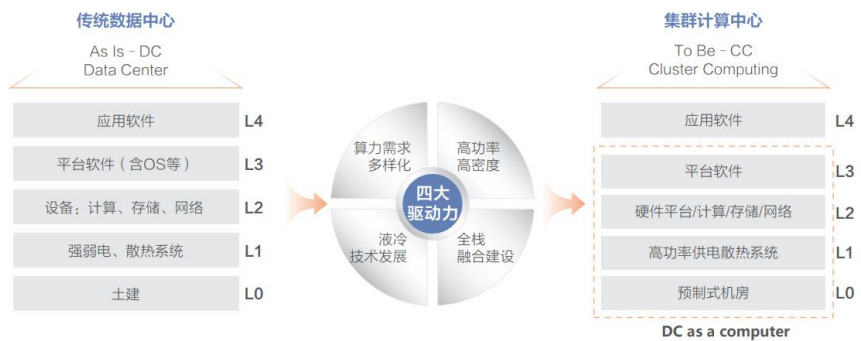 传统数据中心
As Is - DC
Data Center
应用软件 L4
平台软件（含OS等） L3
设备：计算、存储、网络 L2
强弱电、散热系统 L1
土建 L0
算力需求
多样化
高功率
高密度
四大
驱动力
液冷
技术发展
全栈
融合建设
集群计算中心
To Be - CC
Cluster Computing
应用软件 L4
平台软件 L3
硬件平台/计算/存储/网络 L2
高功率供电散热系统 L1
预制式机房 L0
DC as a computer